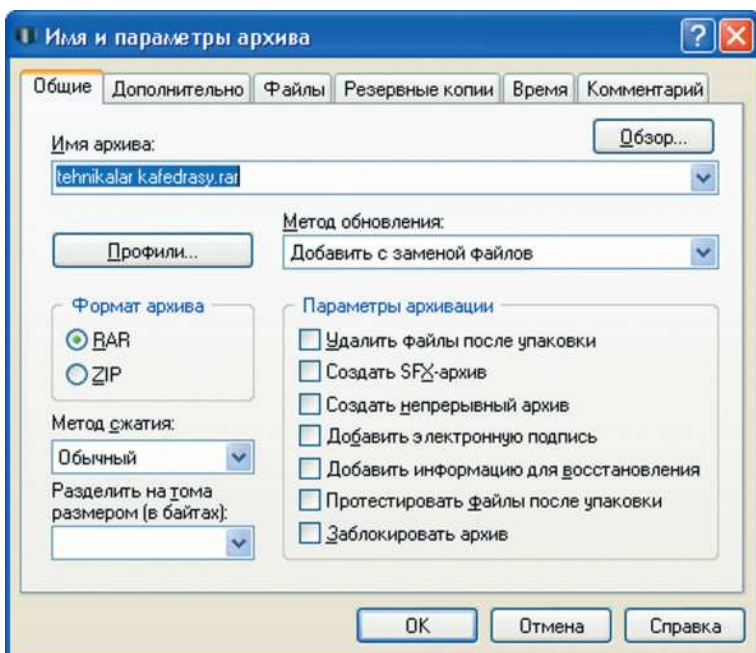 Имя и параметры архива
Общие Дополнительно Файлы Резервные копии Время Комментарий
Имя архива:
Обзор...
tehnikalar kafedrasy.rar
Метод обновления:
Профили...
Добавить с заменой файлов
Формат архива
RAR
ZIP
Метод сжатия:
Обычный
Разделить на тома
размером (в байтах):
Параметры архивации
Удалить файлы после упаковки
Создать SFX-архив
Создать непрерывный архив
Добавить электронную подпись
Добавить информацию для восстановления
Протестировать файлы после упаковки
Заблокировать архив
OK Отмена Справка